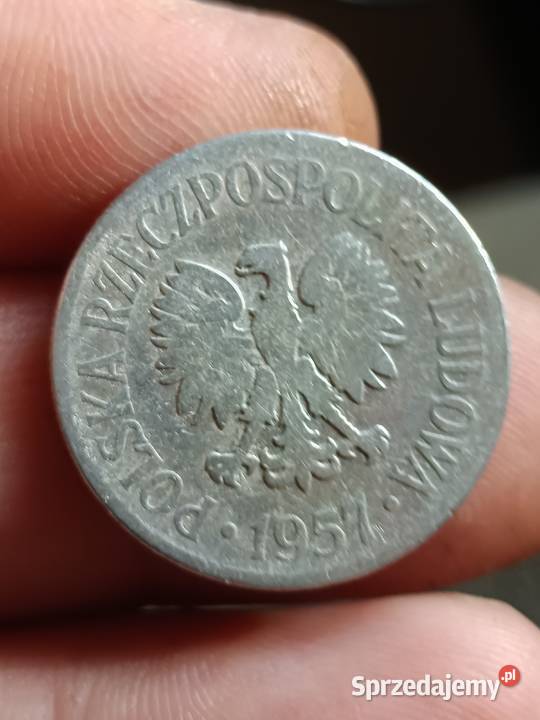 POLSKA RZECZPOSPOLITA LUDOWA
· 1957 ·
Sprzedajemy.pl